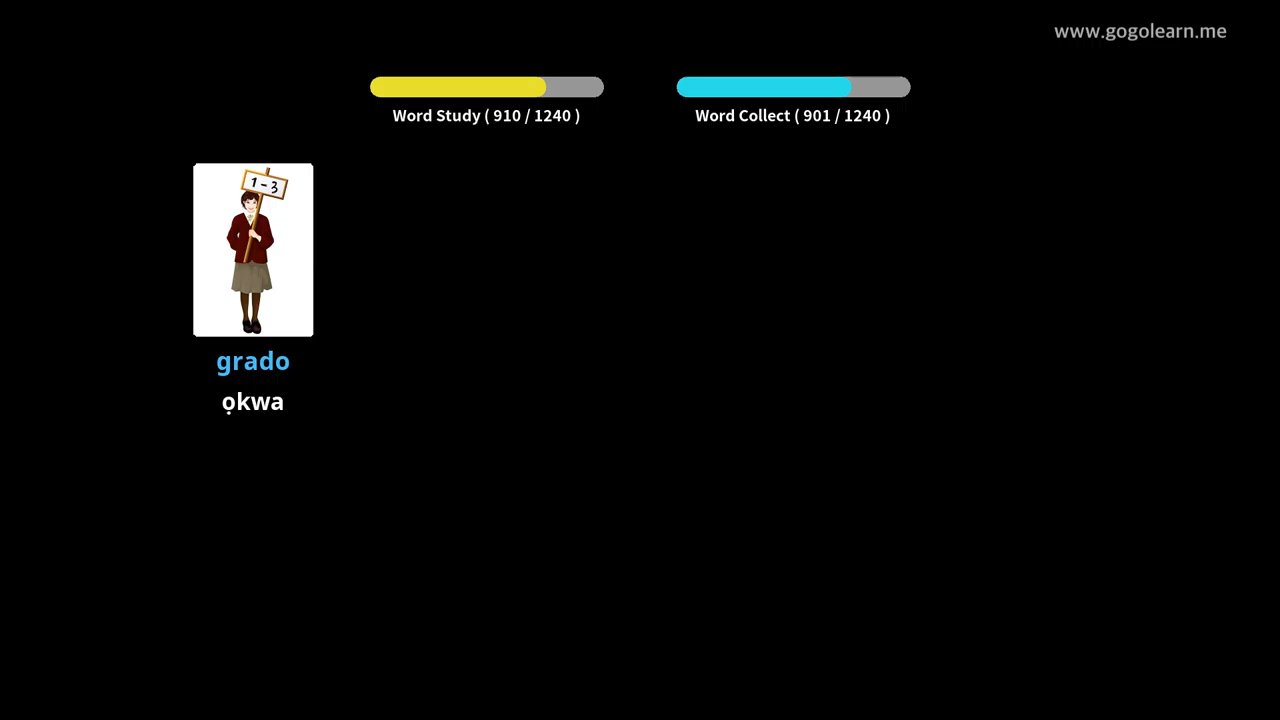 www.gogolearn.me
Word Study ( 910 / 1240 )
Word Collect ( 901 / 1240 )
1 - 3
grado
ọkwa